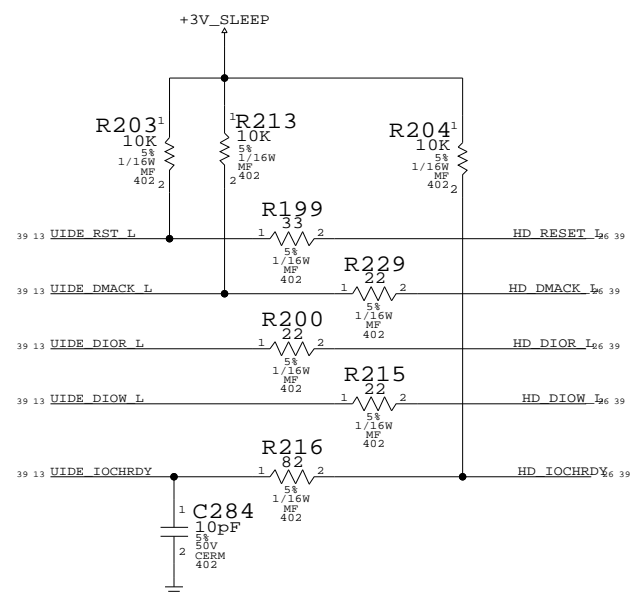 +3V_SLEEP
R203 1
10K
5%
1/16W
MF
402 2
1 R213
10K
5%
1/16W
MF
2 402
R204 1
10K
5%
1/16W
MF
402 2
R199
39 13 UIDE_RST_L 1 33 2 HD_RESET_L 26 39
5%
1/16W
MF
402
R229
39 13 UIDE_DMACK_L 1 22 2 HD_DMACK_L 26 39
5%
1/16W
MF
402
R200
39 13 UIDE_DIOR_L 1 22 2 HD_DIOR_L 26 39
5%
1/16W
MF
402
R215
39 13 UIDE_DIOW_L 1 22 2 HD_DIOW_L 26 39
5%
1/16W
MF
402
R216
39 13 UIDE_IOCHRDY 1 82 2 HD_IOCHRDY 26 39
5%
1/16W
MF
402
1 C284
10pF
5%
50V
2 CERM
402